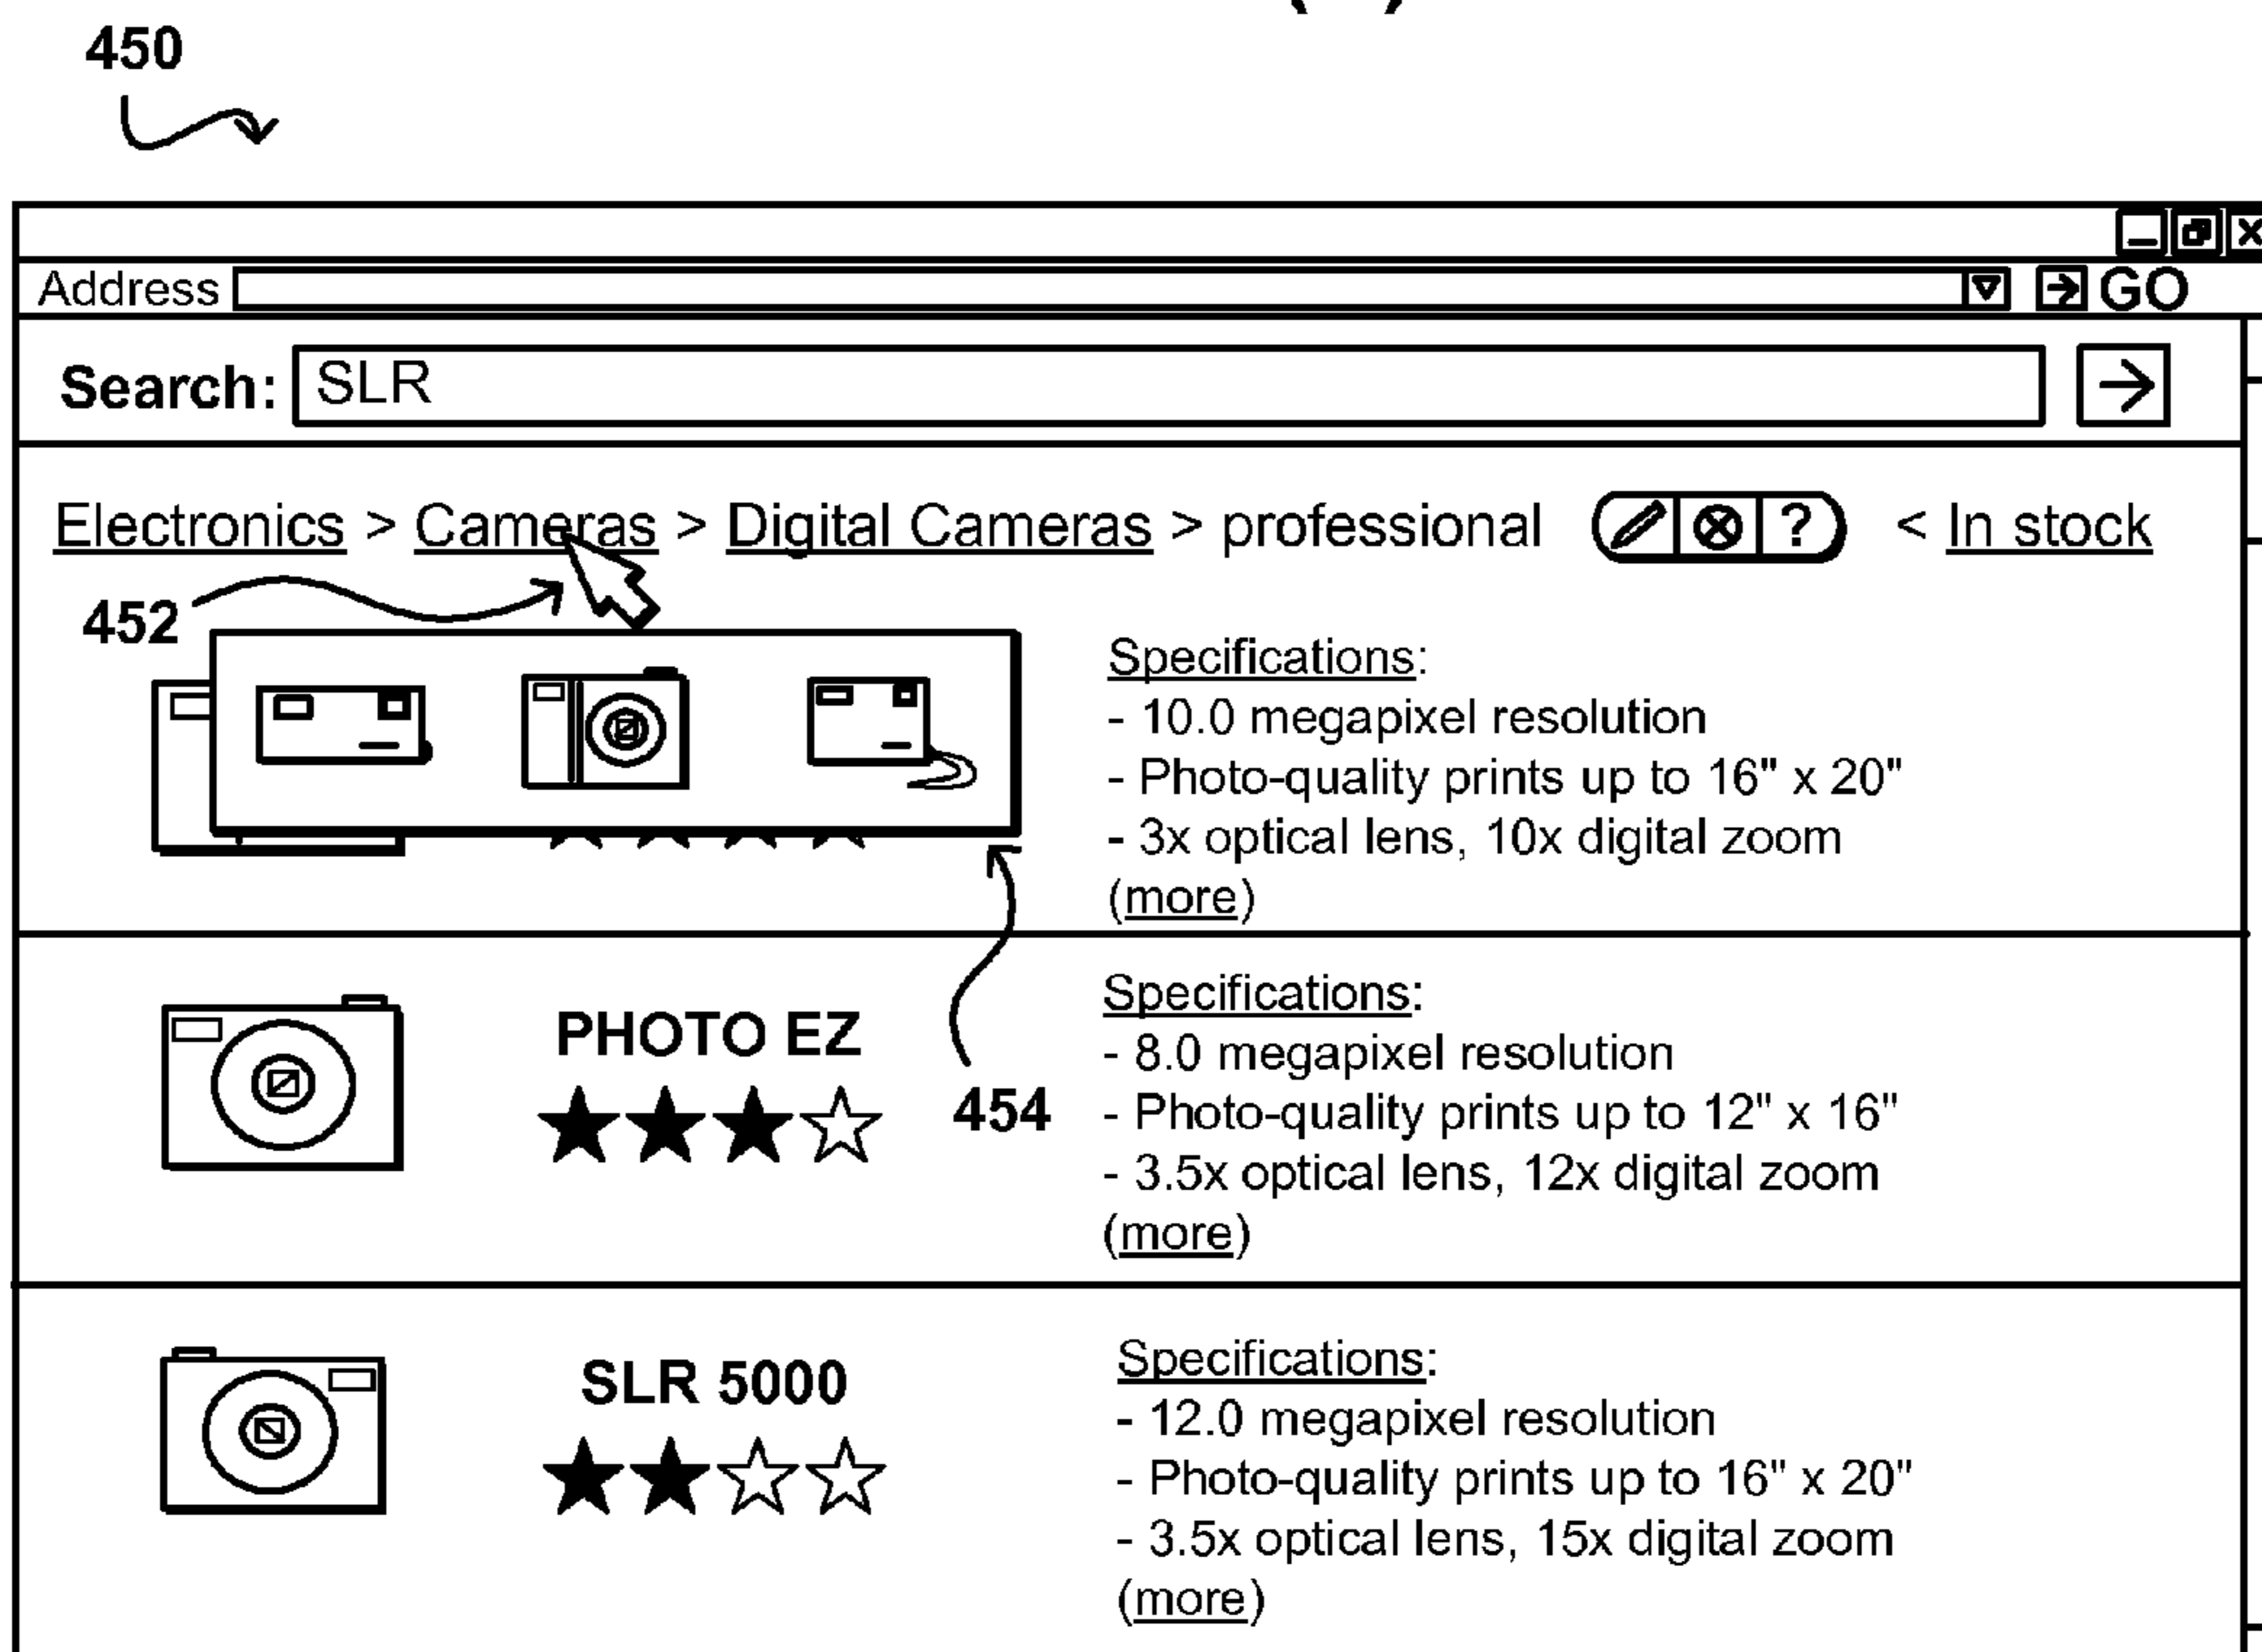 450
Address GO
Search: SLR
Electronics > Cameras > Digital Cameras > professional ? < In stock
452
Specifications:
- 10.0 megapixel resolution
- Photo-quality prints up to 16" x 20"
- 3x optical lens, 10x digital zoom
(more)
PHOTO EZ
454
Specifications:
- 8.0 megapixel resolution
- Photo-quality prints up to 12" x 16"
- 3.5x optical lens, 12x digital zoom
(more)
SLR 5000
Specifications:
- 12.0 megapixel resolution
- Photo-quality prints up to 16" x 20"
- 3.5x optical lens, 15x digital zoom
(more)